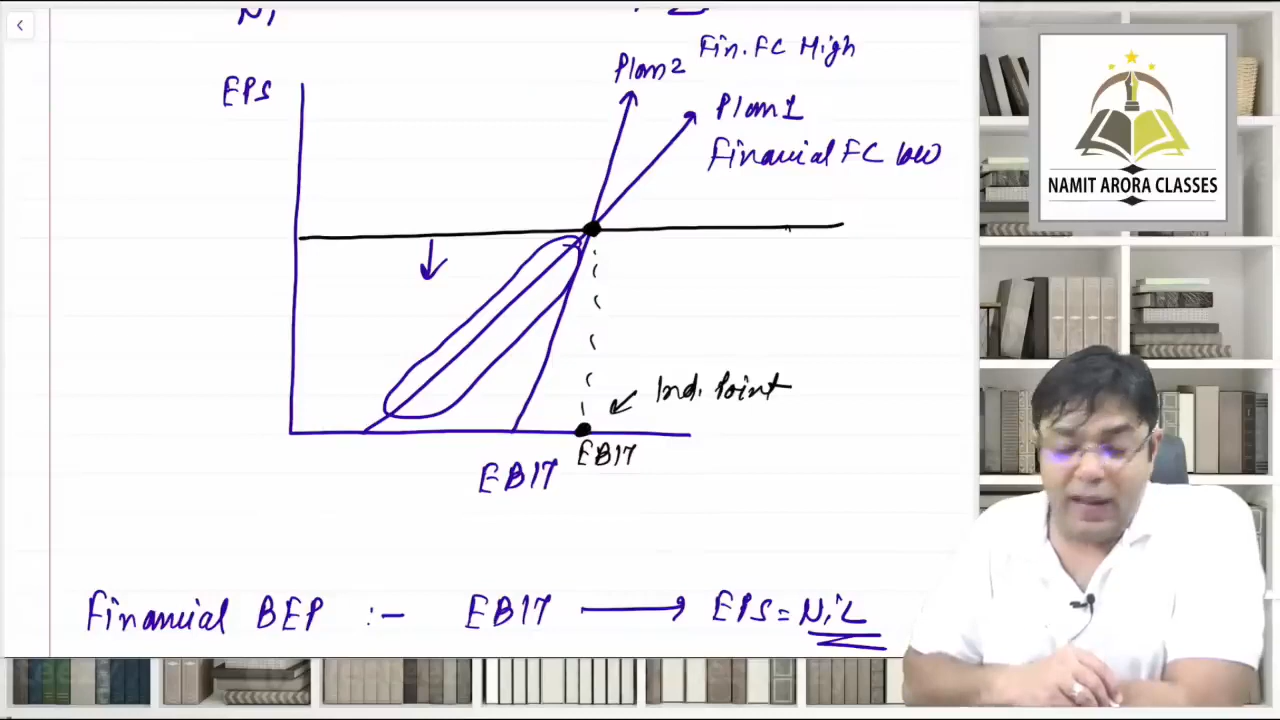 Fin. FC High
Plan 2
EPS
Plan 1
Financial FC low
NAMIT ARORA CLASSES
Ind. Point
EBIT
EBIT
Financial BEP :- EBIT → EPS = NiL